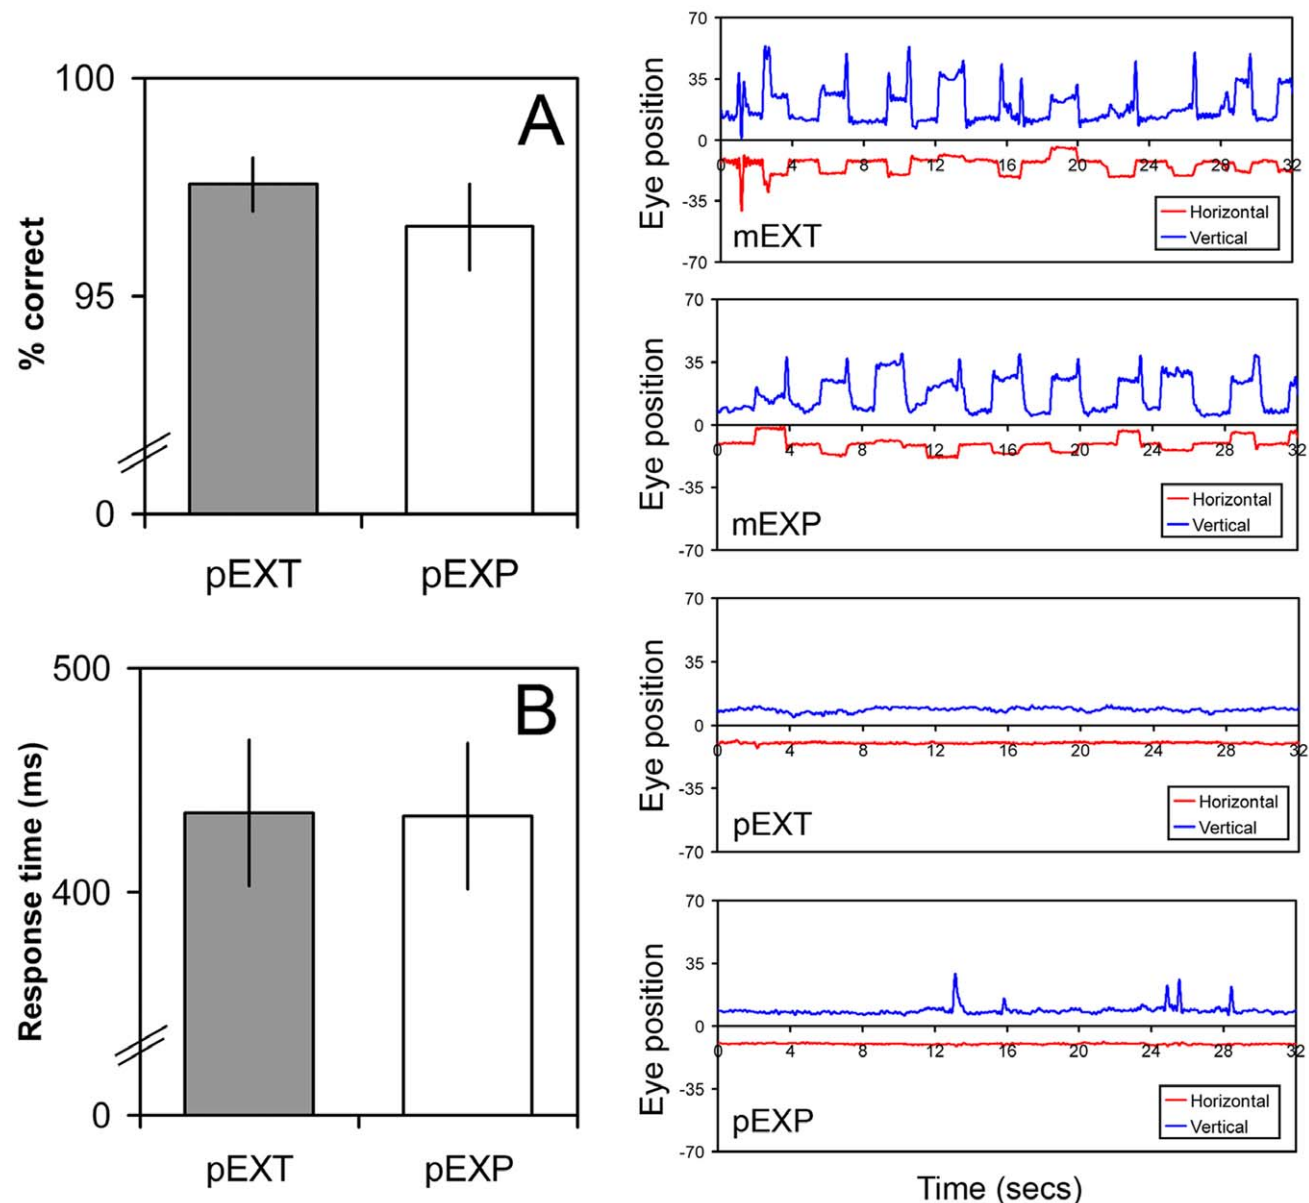 A
% correct
100
95
0
pEXT pEXP
B
Response time (ms)
500
400
0
pEXT pEXP
Eye position
70
35
0
-35
-70
0 4 8 12 16 20 24 28 32
mEXT
Horizontal
Vertical
Eye position
70
35
0
-35
-70
0 4 8 12 16 20 24 28 32
mEXP
Horizontal
Vertical
Eye position
70
35
0
-35
-70
0 4 8 12 16 20 24 28 32
pEXT
Horizontal
Vertical
Eye position
70
35
0
-35
-70
0 4 8 12 16 20 24 28 32
pEXP
Horizontal
Vertical
Time (secs)